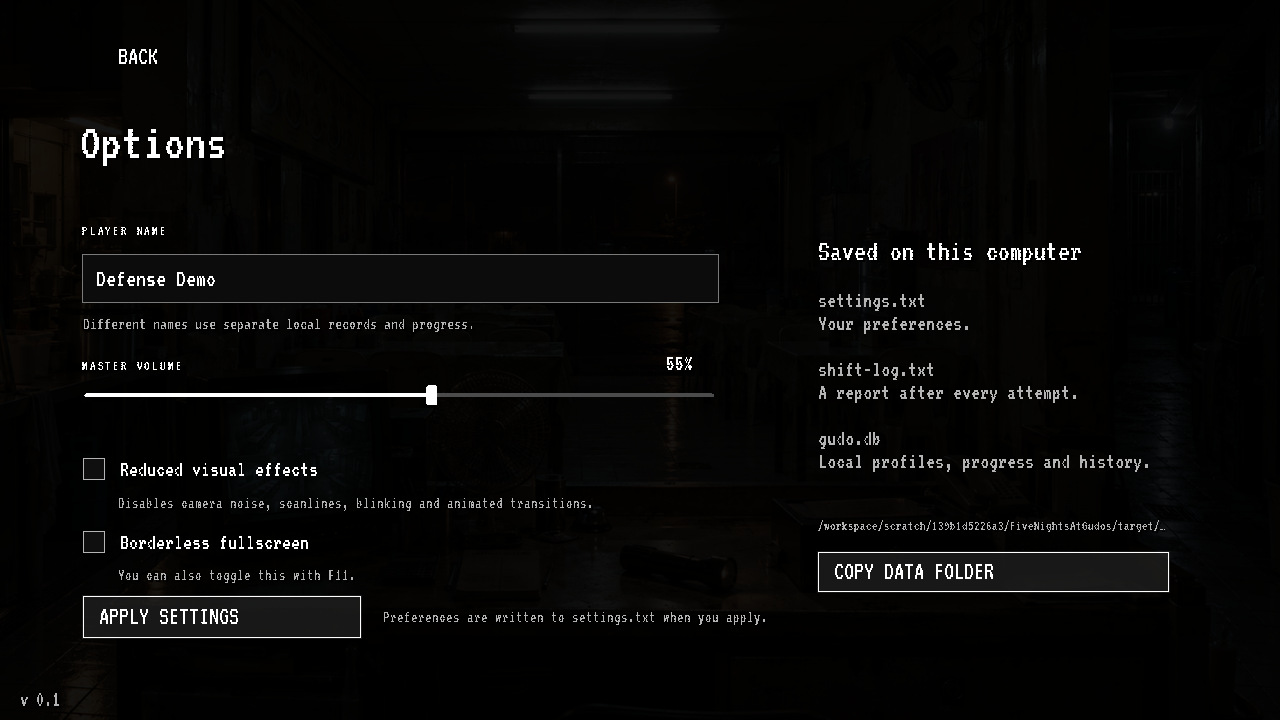 BACK
Options
PLAYER NAME
Defense Demo
Different names use separate local records and progress.
MASTER VOLUME
55%
Reduced visual effects
Disables camera noise, scanlines, blinking and animated transitions.
Borderless fullscreen
You can also toggle this with F11.
APPLY SETTINGS
Preferences are written to settings.txt when you apply.
Saved on this computer
settings.txt
Your preferences.
shift-log.txt
A report after every attempt.
gudo.db
Local profiles, progress and history.
/workspace/scratch/139b1d5226a3/FiveNightsAtGudos/target/…
COPY DATA FOLDER
v 0.1